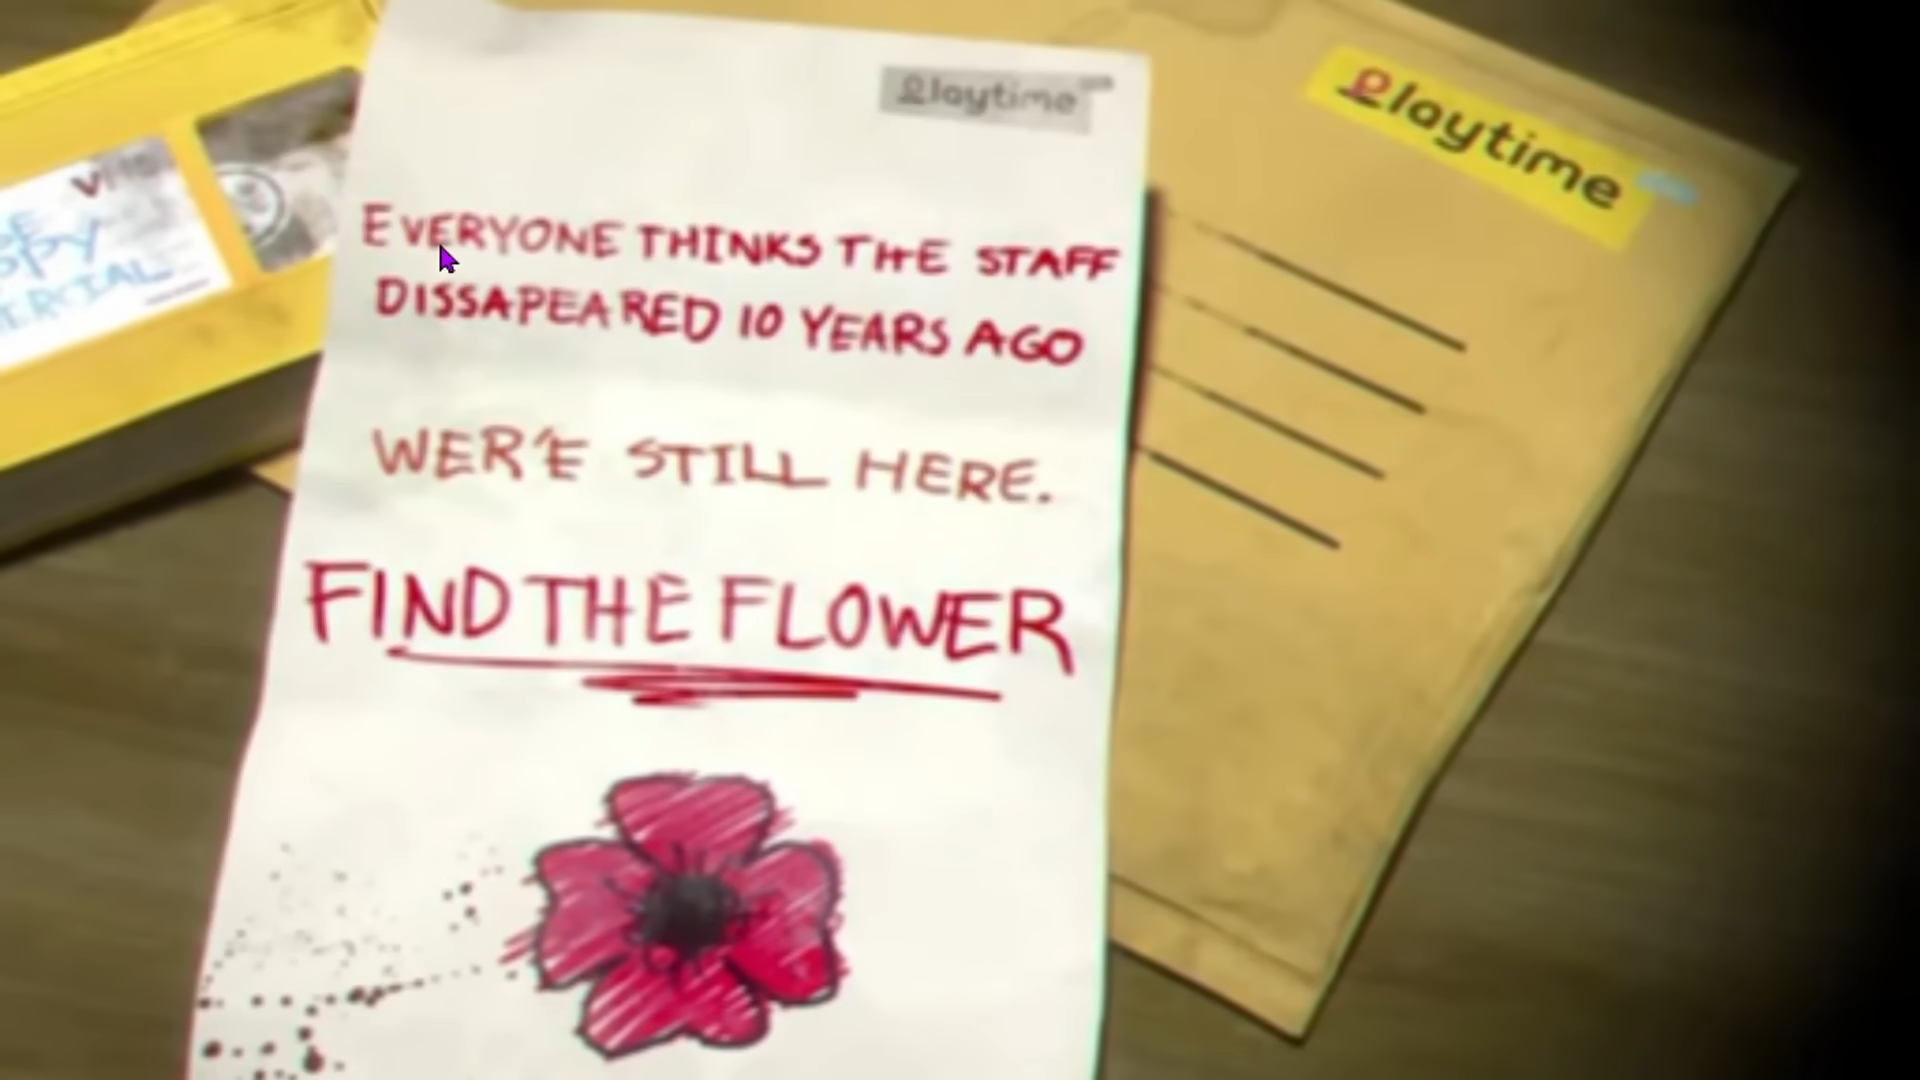 Playtime
Playtime
EVERYONE THINKS THE STAFF
DISSAPEARED 10 YEARS AGO
WER'E STILL HERE.
FIND THE FLOWER